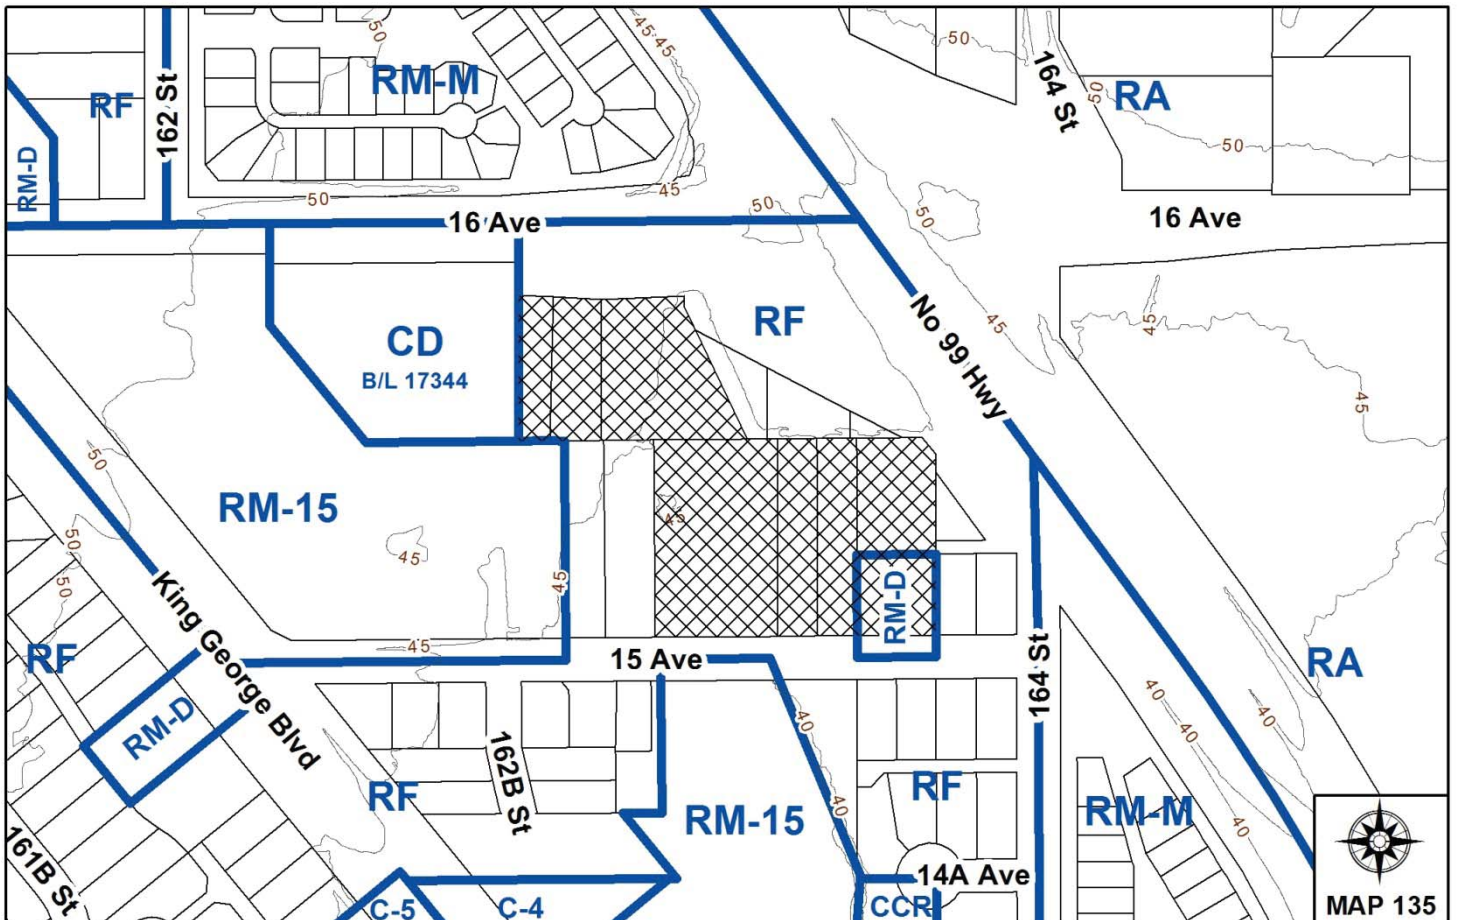 50
45
45
RM-M
RF
162 St
RM-D
50
45
50
164 St
50
RA
50
50
16 Ave
50
50
16 Ave
CD
B/L 17344
RF
No 99 Hwy
45
45
45
50
RM-15
45
45
50
50
45
RM-D
King George Blvd
45
15 Ave
164 St
RF
RM-D
RA
40
40
40
40
162B St
RF
RM-15
40
RF
RM-M
40
161B St
14A Ave
C-5
C-4
CCR
MAP 135